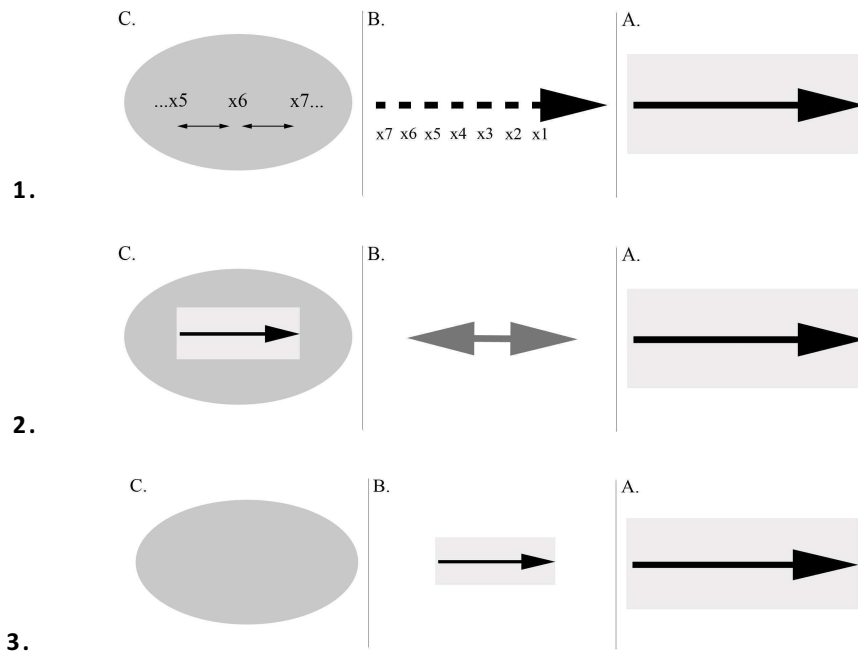 C. B. A.
...x5 x6 x7...
x7 x6 x5 x4 x3 x2 x1
1.
C. B. A.
2.
C. B. A.
3.